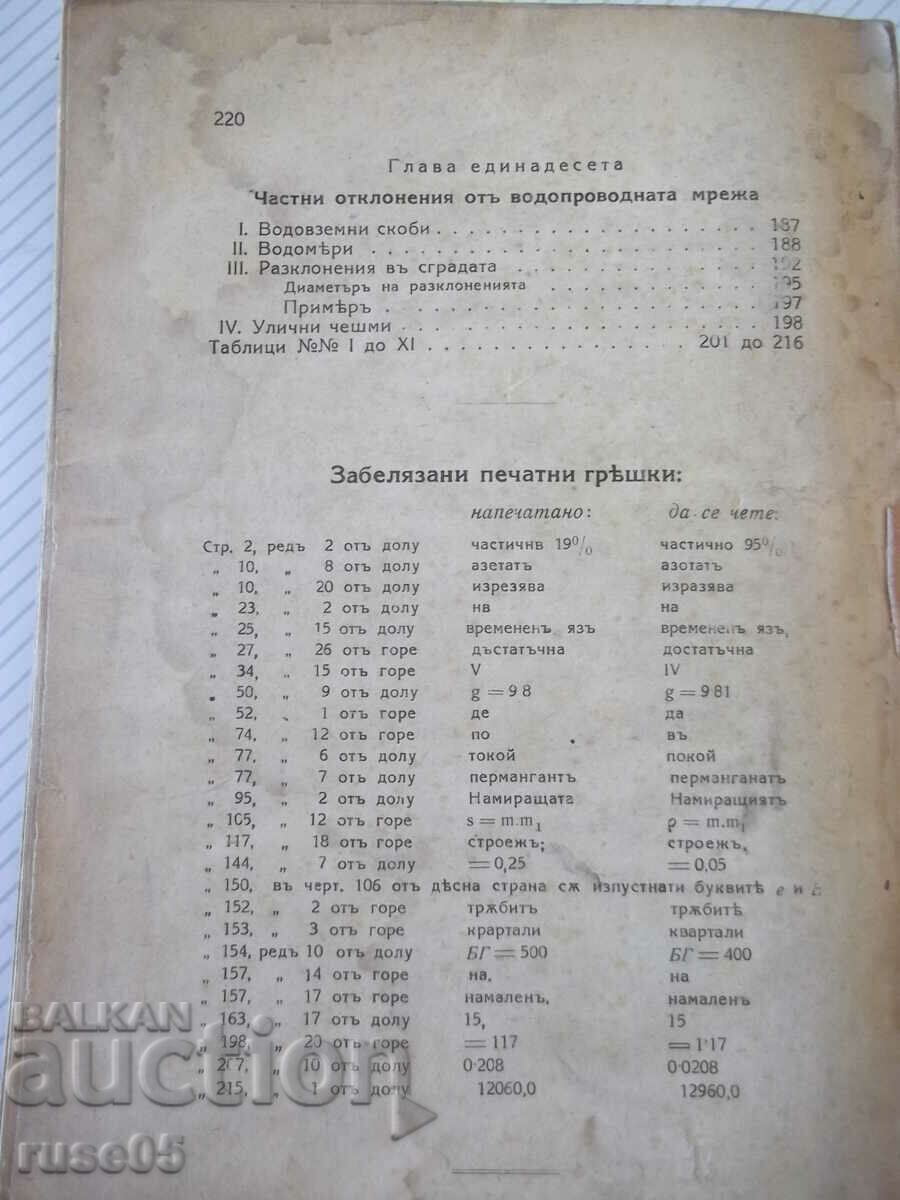 220
Глава единадесета
Частни отклонения отъ водопроводната мрежа
I. Водовземни скоби . . . . . . . . . . . . . . . 187
II. Водомѣри . . . . . . . . . . . . . . . . . . 188
III. Разклонения въ сградата . . . . . . . . . . . . 192
Диаметъръ на разклоненията . . . . . . . . . 195
Примѣръ . . . . . . . . . . . . . . . . 197
IV. Улични чешми . . . . . . . . . . . . . . . . 198
Таблици №№ I до XI . . . . . . . . . . . . 201 до 216
Забелязани печатни грѣшки:
напечатано: да се чете:
Стр. 2, редъ 2 отъ долу частичнв 19% частично 95%
„ 10, „ 8 отъ долу азетатъ азотатъ
„ 10, „ 20 отъ долу изрезява изразява
„ 23, „ 2 отъ долу нв на
„ 25, „ 15 отъ долу времененъ язъ времененъ язъ,
„ 27, „ 26 отъ горе дъстатъчна достатъчна
„ 34, „ 15 отъ горе V IV
„ 50, „ 9 отъ долу g = 9 8 g = 9 81
„ 52, „ 1 отъ горе де да
„ 74, „ 12 отъ горе по въ
„ 77, „ 6 отъ долу токой покой
„ 77, „ 7 отъ долу пермангантъ перманганатъ
„ 95, „ 2 отъ долу Намиращата Намиращиятъ
„ 105, „ 12 отъ горе s = m.m₁ ρ = m.m₁
„ 117, „ 18 отъ горе строежъ; строежъ,
„ 144, „ 7 отъ долу = 0,25 = 0,05
„ 150, въ черт. 106 отъ дѣсна страна сѫ изпустнати буквитѣ e и
„ 152, „ 2 отъ горе трѫбитъ трѫбитѣ
„ 153, „ 3 отъ горе крартали квартали
„ 154, редъ 10 отъ долу БГ = 500 БГ = 400
„ 157, „ 14 отъ горе на, на
„ 157, „ 17 отъ горе намаленъ, намаленъ
„ 163, „ 17 отъ долу 15, 15
„ 198, „ 20 отъ горе = 117 = 1·17
„ 207, „ 10 отъ долу 0·208 0·0208
„ 215, „ 1 отъ долу 12060,0 12960,0
BALKAN
auction
ruse05